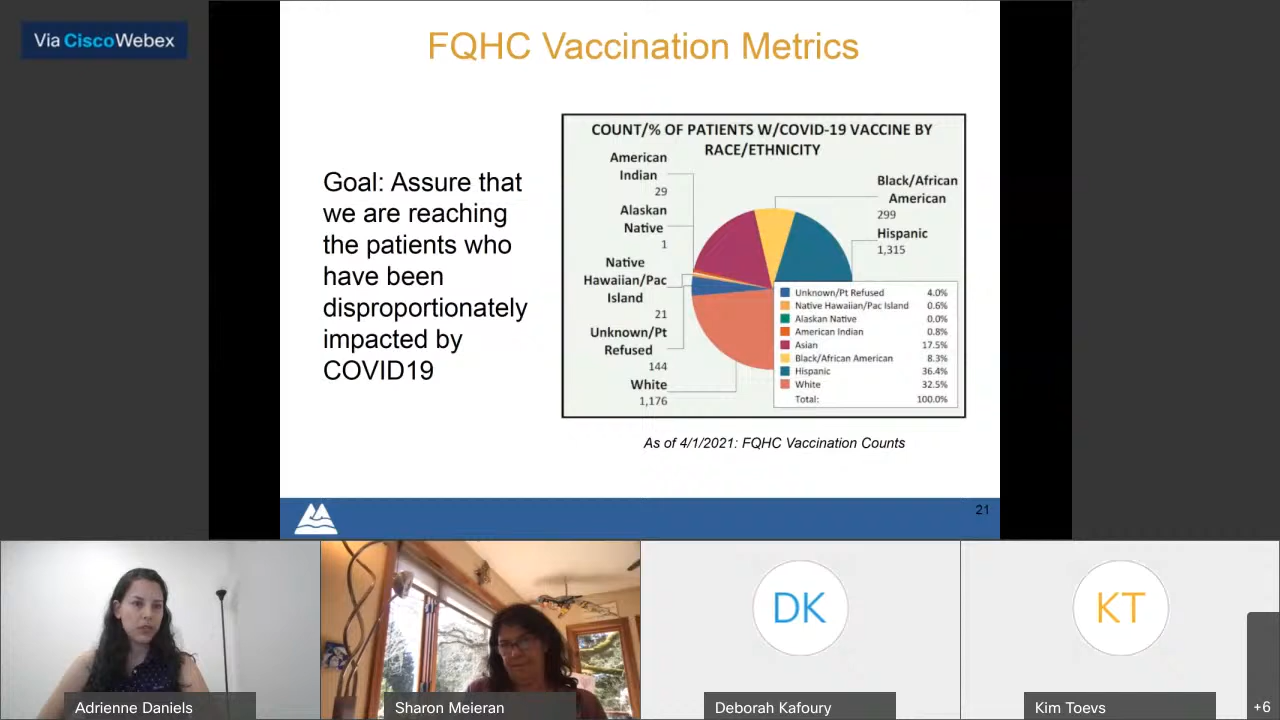 Via Cisco Webex
FQHC Vaccination Metrics
Goal: Assure that
we are reaching
the patients who
have been
disproportionately
impacted by
COVID19
COUNT/% OF PATIENTS W/COVID-19 VACCINE BY
RACE/ETHNICITY
American
Indian
29
Alaskan
Native
1
Native
Hawaiian/Pac
Island
21
Unknown/Pt
Refused
144
White
1,176
Black/African
American
299
Hispanic
1,315
Unknown/Pt Refused 4.0%
Native Hawaiian/Pac Island 0.6%
Alaskan Native 0.0%
American Indian 0.8%
Asian 17.5%
Black/African American 8.3%
Hispanic 36.4%
White 32.5%
Total: 100.0%
As of 4/1/2021: FQHC Vaccination Counts
21
DK
KT
Adrienne Daniels
Sharon Meieran
Deborah Kafoury
Kim Toevs
+6